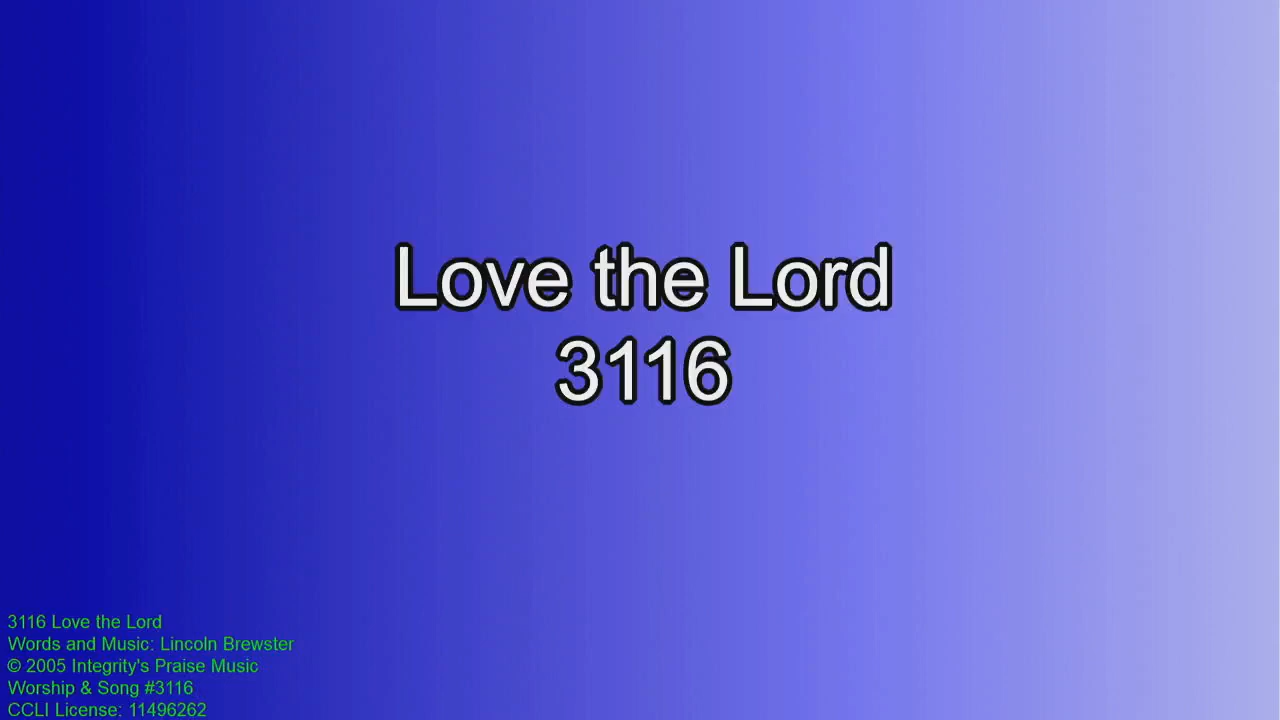 Love the Lord
3116
3116 Love the Lord
Words and Music: Lincoln Brewster
© 2005 Integrity's Praise Music
Worship & Song #3116
CCLI License: 11496262